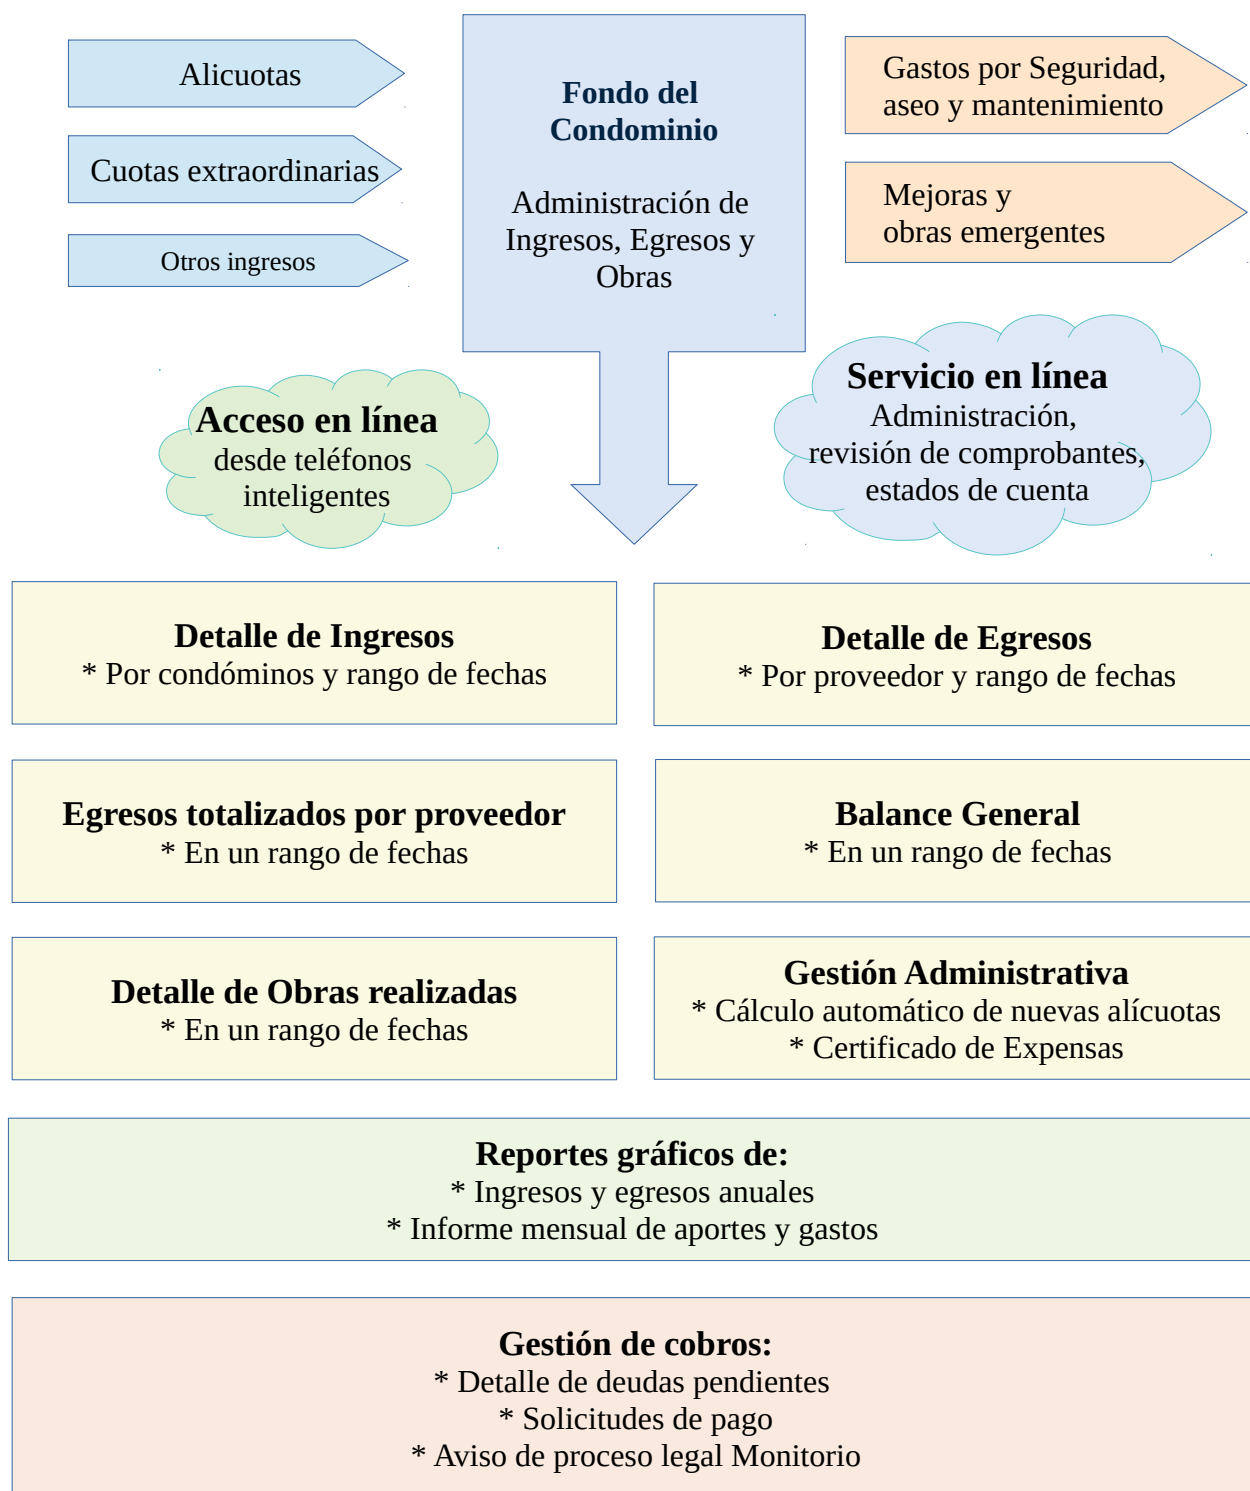 Alicuotas
Cuotas extraordinarias
Otros ingresos
Fondo del
Condominio
Administración de
Ingresos, Egresos y
Obras
Gastos por Seguridad,
aseo y mantenimiento
Mejoras y
obras emergentes
Acceso en línea
desde teléfonos
inteligentes
Servicio en línea
Administración,
revisión de comprobantes,
estados de cuenta
Detalle de Ingresos
* Por condóminos y rango de fechas
Detalle de Egresos
* Por proveedor y rango de fechas
Egresos totalizados por proveedor
* En un rango de fechas
Balance General
* En un rango de fechas
Detalle de Obras realizadas
* En un rango de fechas
Gestión Administrativa
* Cálculo automático de nuevas alícuotas
* Certificado de Expensas
Reportes gráficos de:
* Ingresos y egresos anuales
* Informe mensual de aportes y gastos
Gestión de cobros:
* Detalle de deudas pendientes
* Solicitudes de pago
* Aviso de proceso legal Monitorio